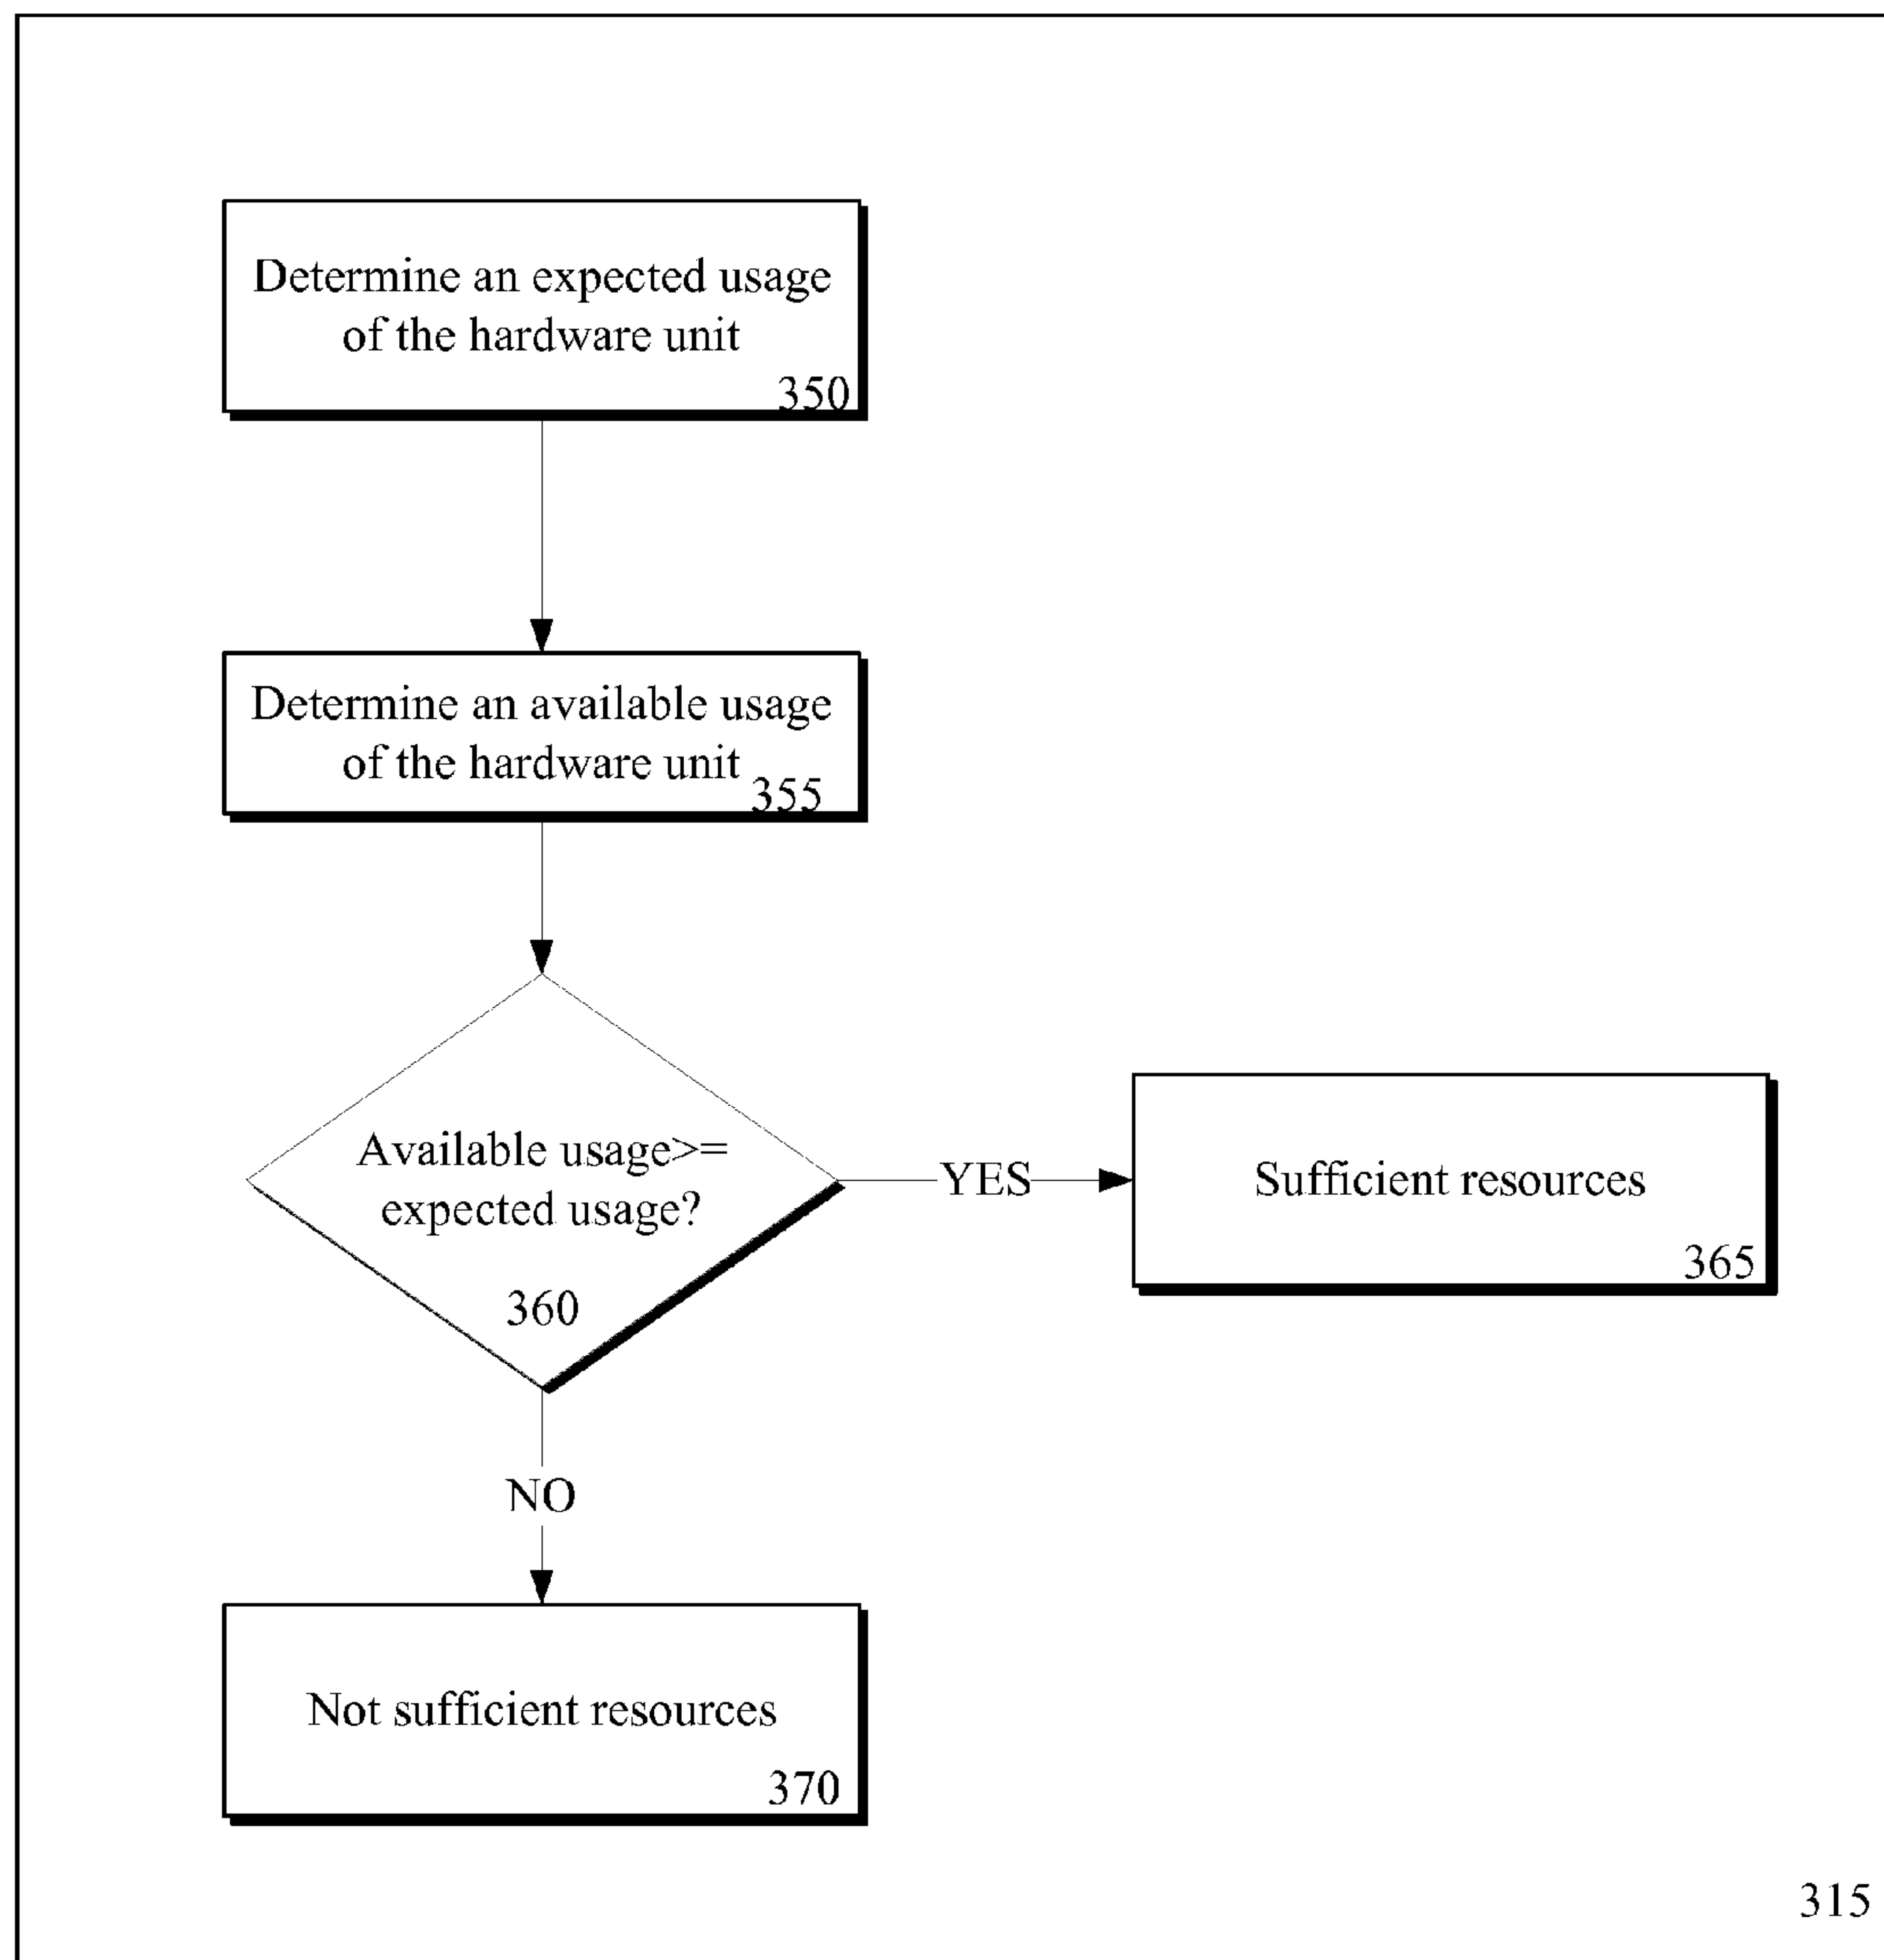 Determine an expected usage
of the hardware unit
350
Determine an available usage
of the hardware unit
355
Available usage>=
expected usage?
360
YES
Sufficient resources
365
NO
Not sufficient resources
370
315